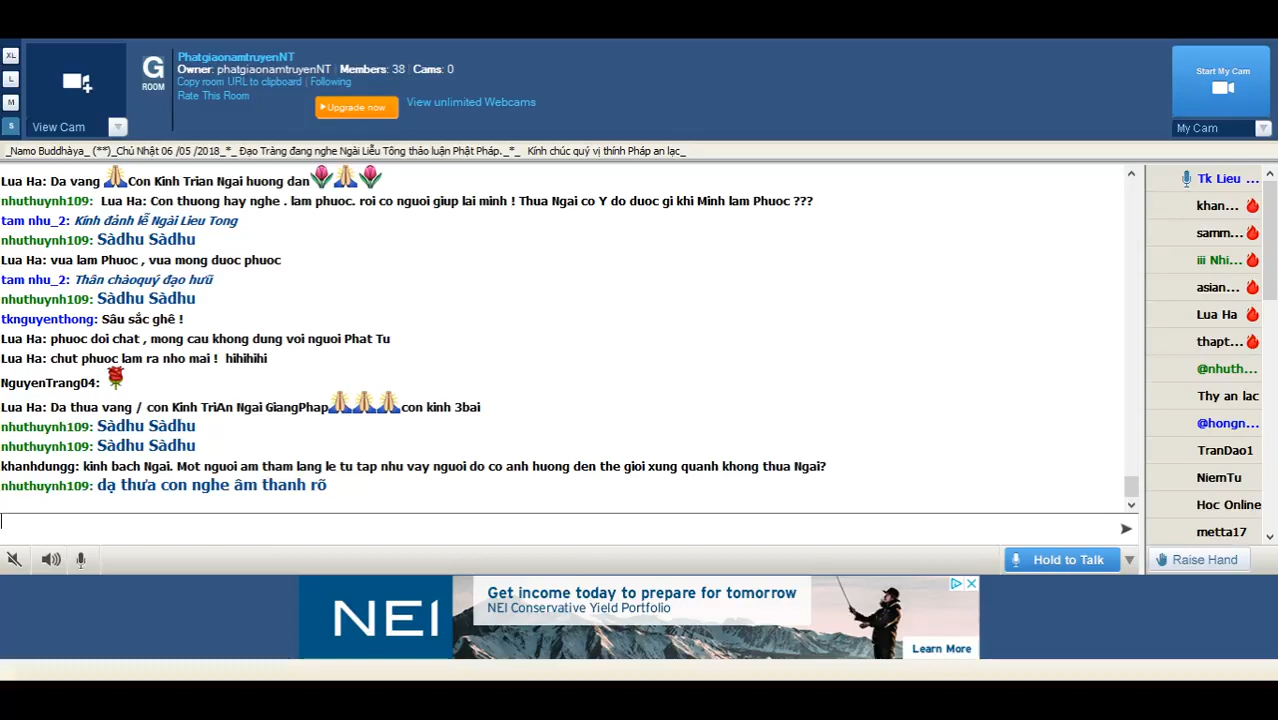 XL
L
M
S
View Cam
G
ROOM
PhatgiaonamtruyenNT
Owner: phatgiaonamtruyenNT | Members: 38 | Cams: 0
Copy room URL to clipboard | Following
Rate This Room
Upgrade now
View unlimited Webcams
Start My Cam
My Cam
_Namo Buddhàya_ (**)_Chủ Nhật 06 /05 /2018_*_ Đạo Tràng đang nghe Ngài Liễu Tông thảo luận Phật Pháp._*_ Kính chúc quý vị thính Pháp an lạc_
Lua Ha: Da vang Con Kinh Trian Ngai huong dan
nhuthuynh109: Lua Ha: Con thuong hay nghe . lam phuoc. roi co nguoi giup lai minh ! Thua Ngai co Y do duoc gi khi Minh lam Phuoc ???
tam nhu_2: Kính đảnh lễ Ngài Lieu Tong
nhuthuynh109: Sàdhu Sàdhu
Lua Ha: vua lam Phuoc , vua mong duoc phuoc
tam nhu_2: Thân chàoquý đạo hưũ
nhuthuynh109: Sàdhu Sàdhu
tknguyenthong: Sâu sắc ghê !
Lua Ha: phuoc doi chat , mong cau khong dung voi nguoi Phat Tu
Lua Ha: chut phuoc lam ra nho mai ! hihihihi
NguyenTrang04:
Lua Ha: Da thua vang / con Kinh TriAn Ngai GiangPhap con kinh 3bai
nhuthuynh109: Sàdhu Sàdhu
nhuthuynh109: Sàdhu Sàdhu
khanhdungg: kinh bach Ngai. Mot nguoi am tham lang le tu tap nhu vay nguoi do co anh huong den the gioi xung quanh khong thua Ngai?
nhuthuynh109: dạ thưa con nghe âm thanh rõ
Tk Lieu ...
khan...
samm...
iii Nhi...
asian...
Lua Ha
thapt...
@nhuth...
Thy an lac
@hongn...
TranDao1
NiemTu
Hoc Online
metta17
Hold to Talk
Raise Hand
NEI
Get income today to prepare for tomorrow
NEI Conservative Yield Portfolio
Learn More